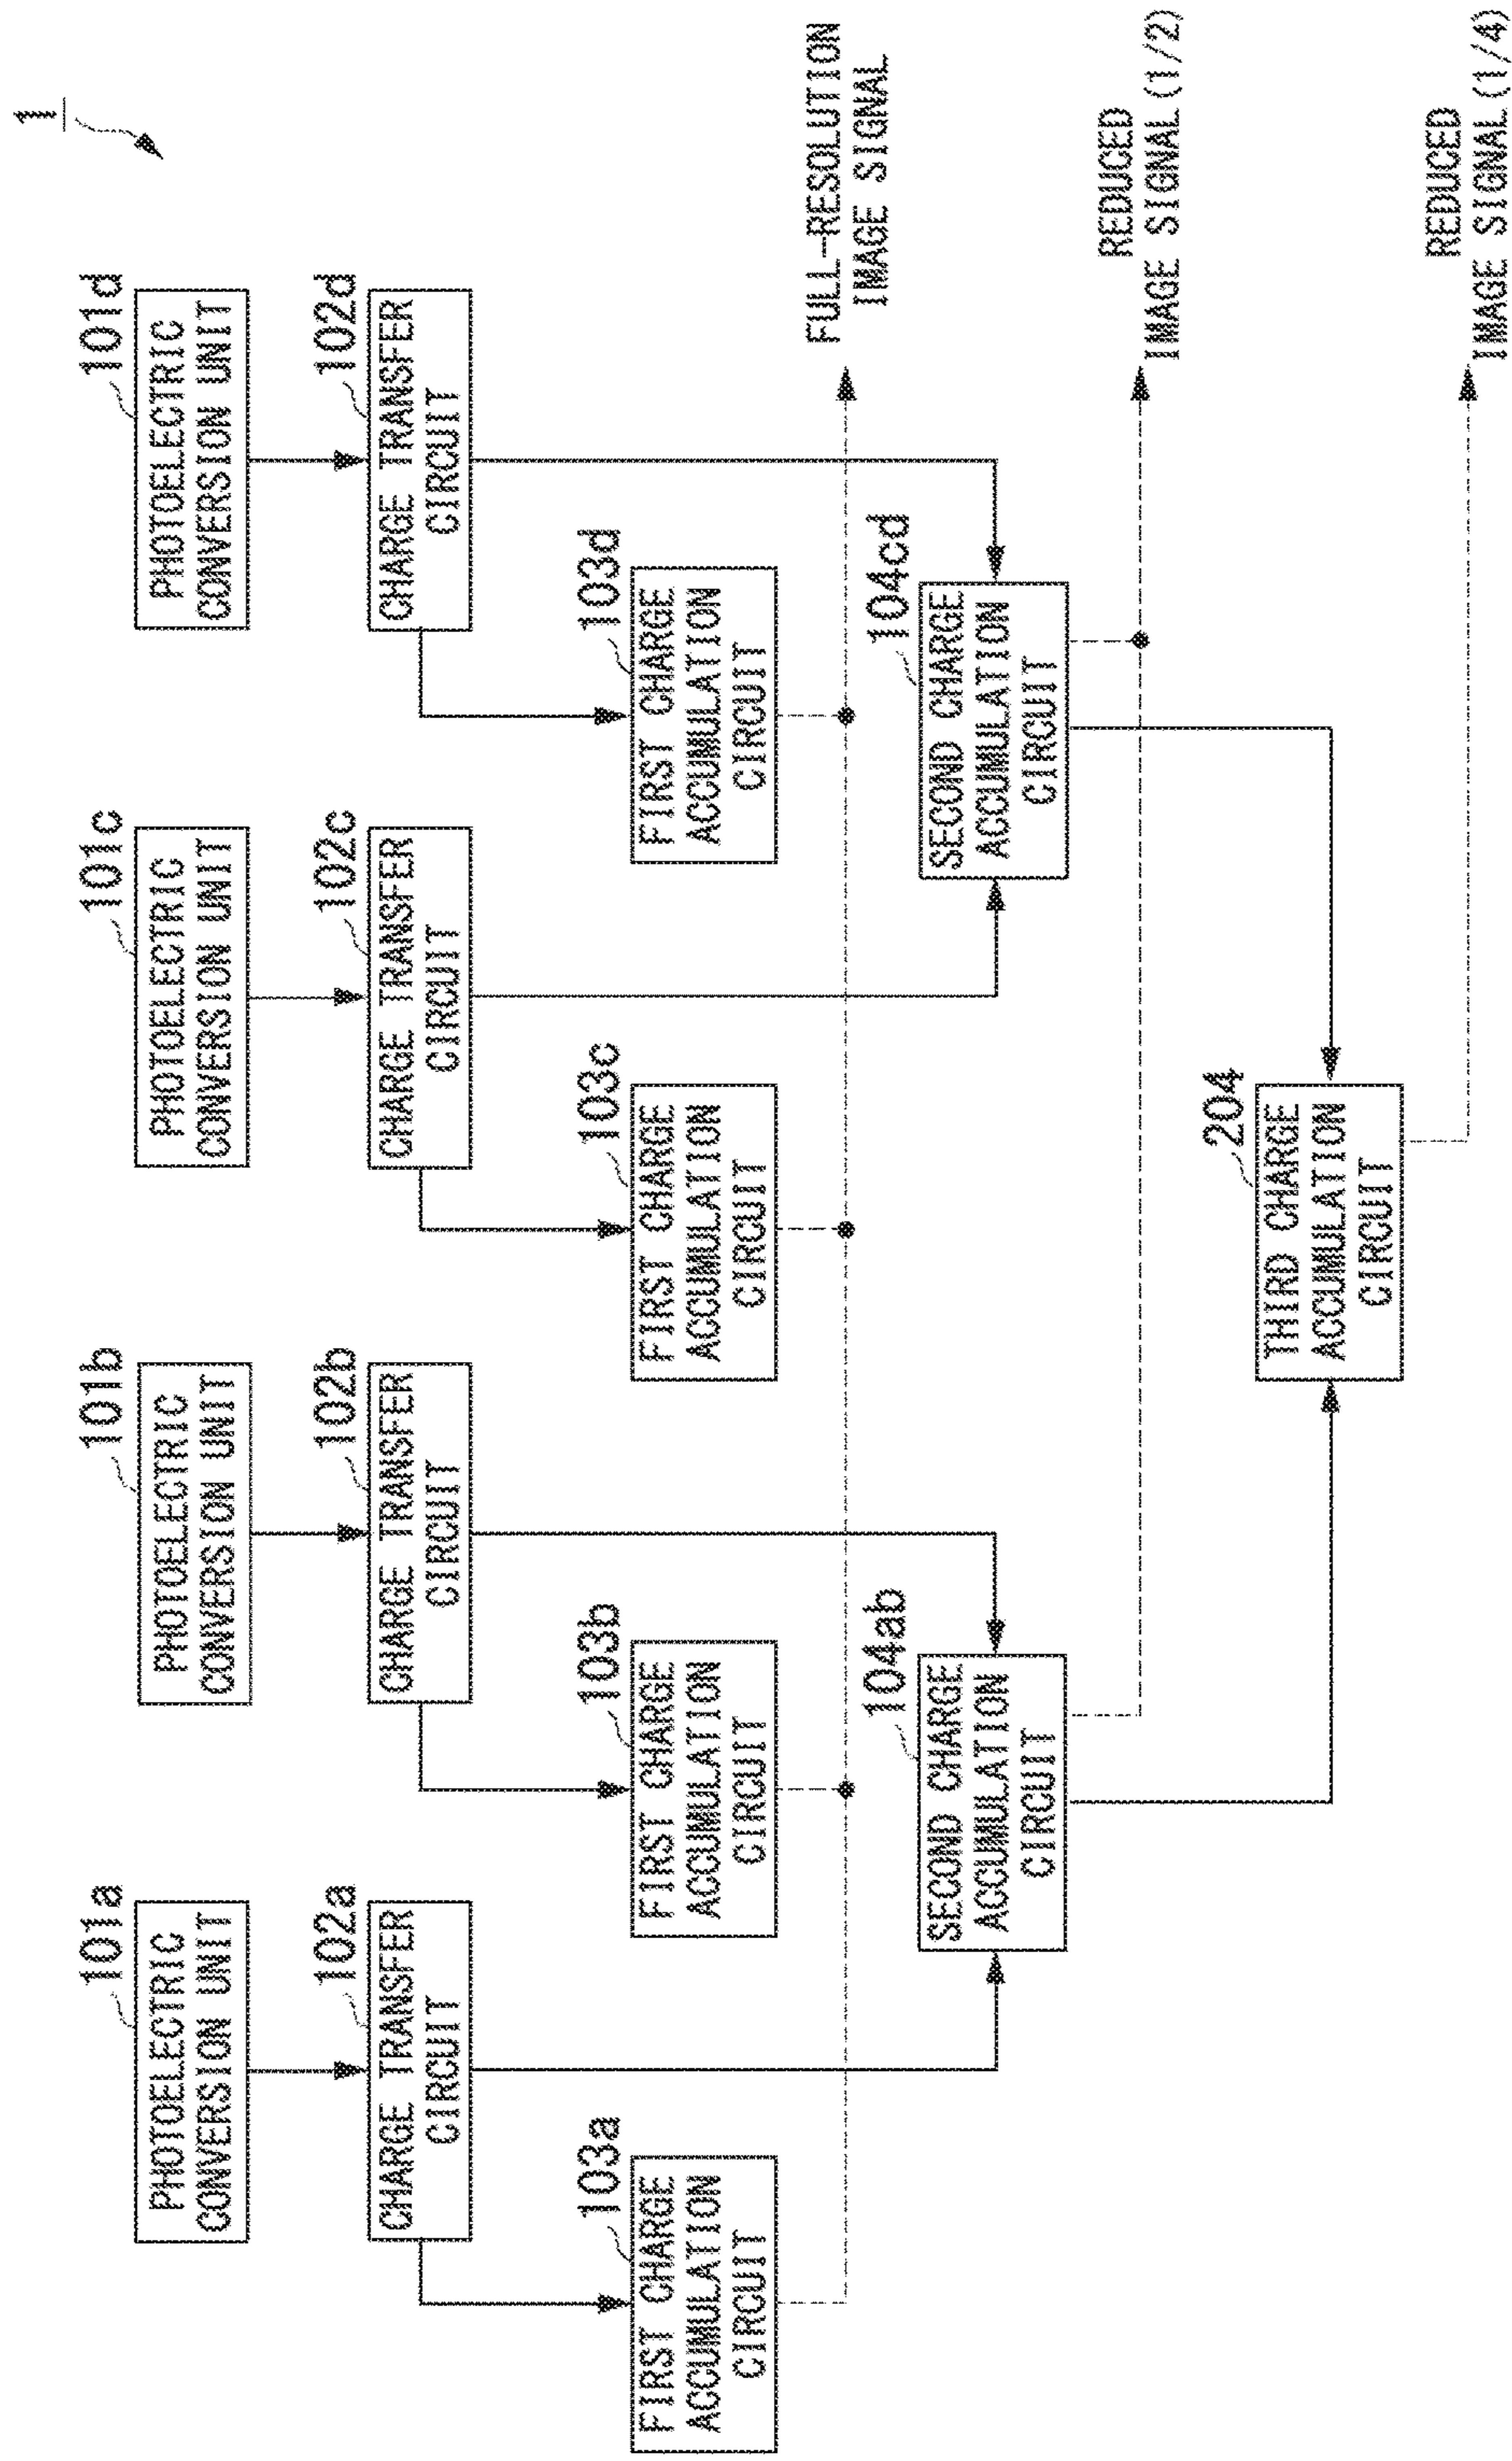 1
101a
PHOTOELECTRIC
CONVERSION UNIT
101b
PHOTOELECTRIC
CONVERSION UNIT
101c
PHOTOELECTRIC
CONVERSION UNIT
101d
PHOTOELECTRIC
CONVERSION UNIT
102a
CHARGE TRANSFER
CIRCUIT
102b
CHARGE TRANSFER
CIRCUIT
102c
CHARGE TRANSFER
CIRCUIT
102d
CHARGE TRANSFER
CIRCUIT
103a
FIRST CHARGE
ACCUMULATION
CIRCUIT
103b
FIRST CHARGE
ACCUMULATION
CIRCUIT
103c
FIRST CHARGE
ACCUMULATION
CIRCUIT
103d
FIRST CHARGE
ACCUMULATION
CIRCUIT
FULL-RESOLUTION
IMAGE SIGNAL
104ab
SECOND CHARGE
ACCUMULATION
CIRCUIT
104cd
SECOND CHARGE
ACCUMULATION
CIRCUIT
REDUCED
IMAGE SIGNAL(1/2)
204
THIRD CHARGE
ACCUMULATION
CIRCUIT
REDUCED
IMAGE SIGNAL(1/4)